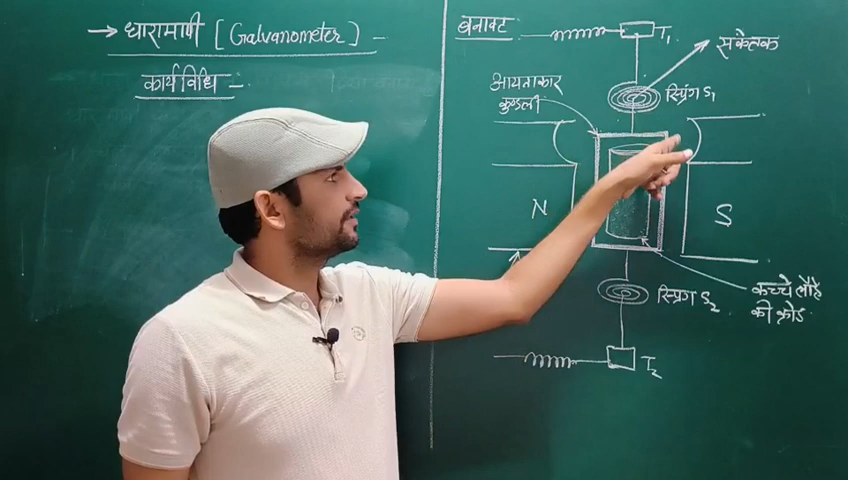 → धारामापी [Galvanometer] -
कार्यविधि -
बनावट
T₁
संकेतक
स्प्रिंग S₁
आयताकार
कुण्डली
N
S
कच्चे लौहे
की क्रोड
स्प्रिग S₂
T₂